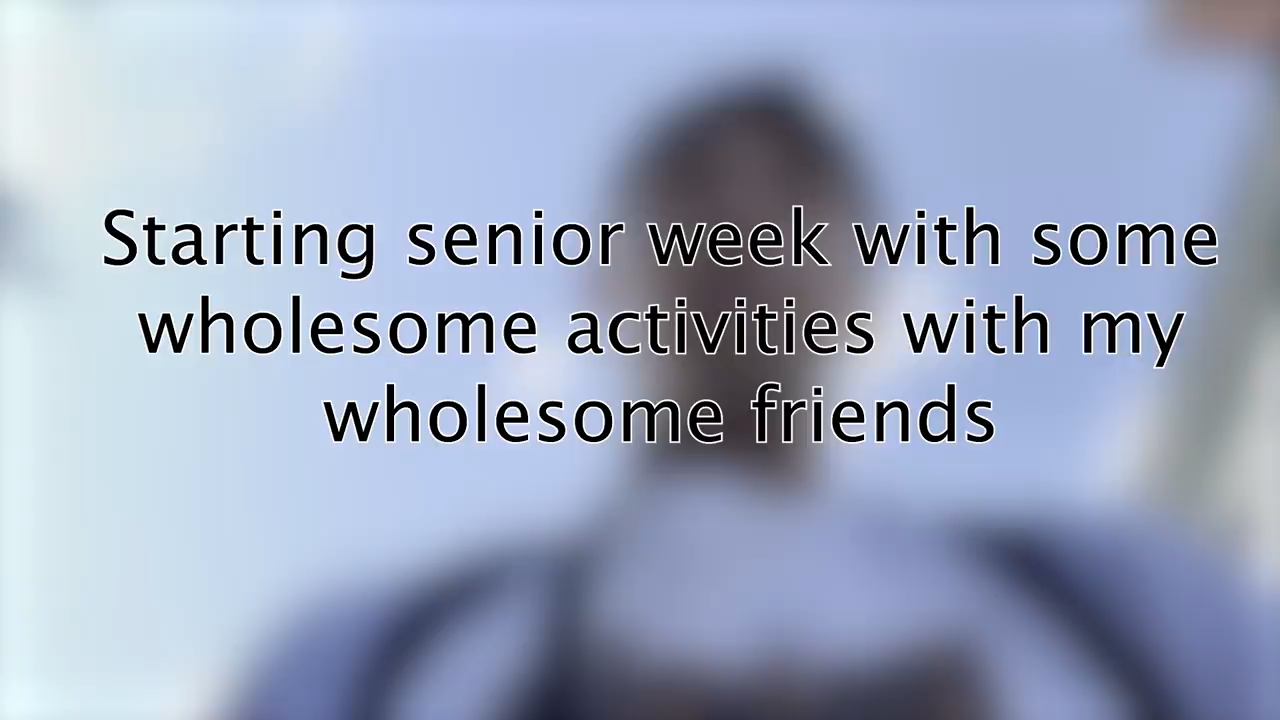 Starting senior week with some
wholesome activities with my
wholesome friends